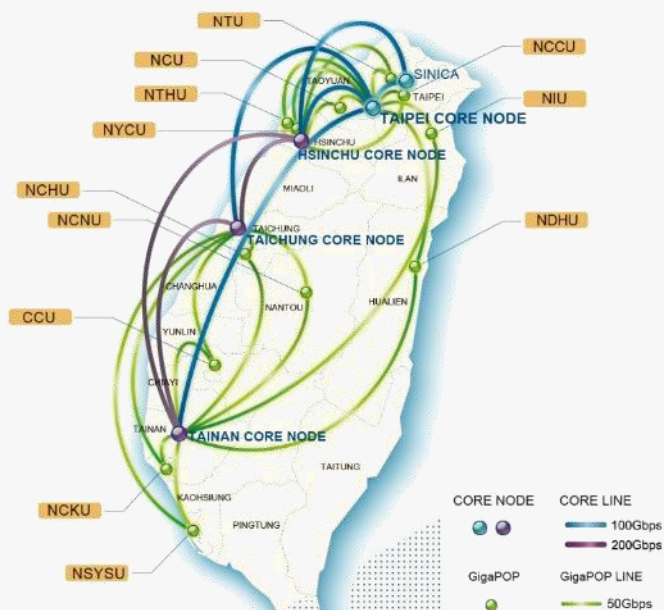 NTU
NCU
NCCU
SINICA
TAOYUAN
NTHU
TAIPEI
NIU
TAIPEI CORE NODE
NYCU
HSINCHU
HSINCHU CORE NODE
ILAN
MIAOLI
NCHU
NCNU
NDHU
TAICHUNG
TAICHUNG CORE NODE
CHANGHUA
HUALIEN
NANTOU
CCU
YUNLIN
CHIAYI
TAINAN
TAINAN CORE NODE
TAITUNG
KAOHSIUNG
NCKU
PINGTUNG
NSYSU
CORE NODE
CORE LINE
100Gbps
200Gbps
GigaPOP
GigaPOP LINE
50Gbps